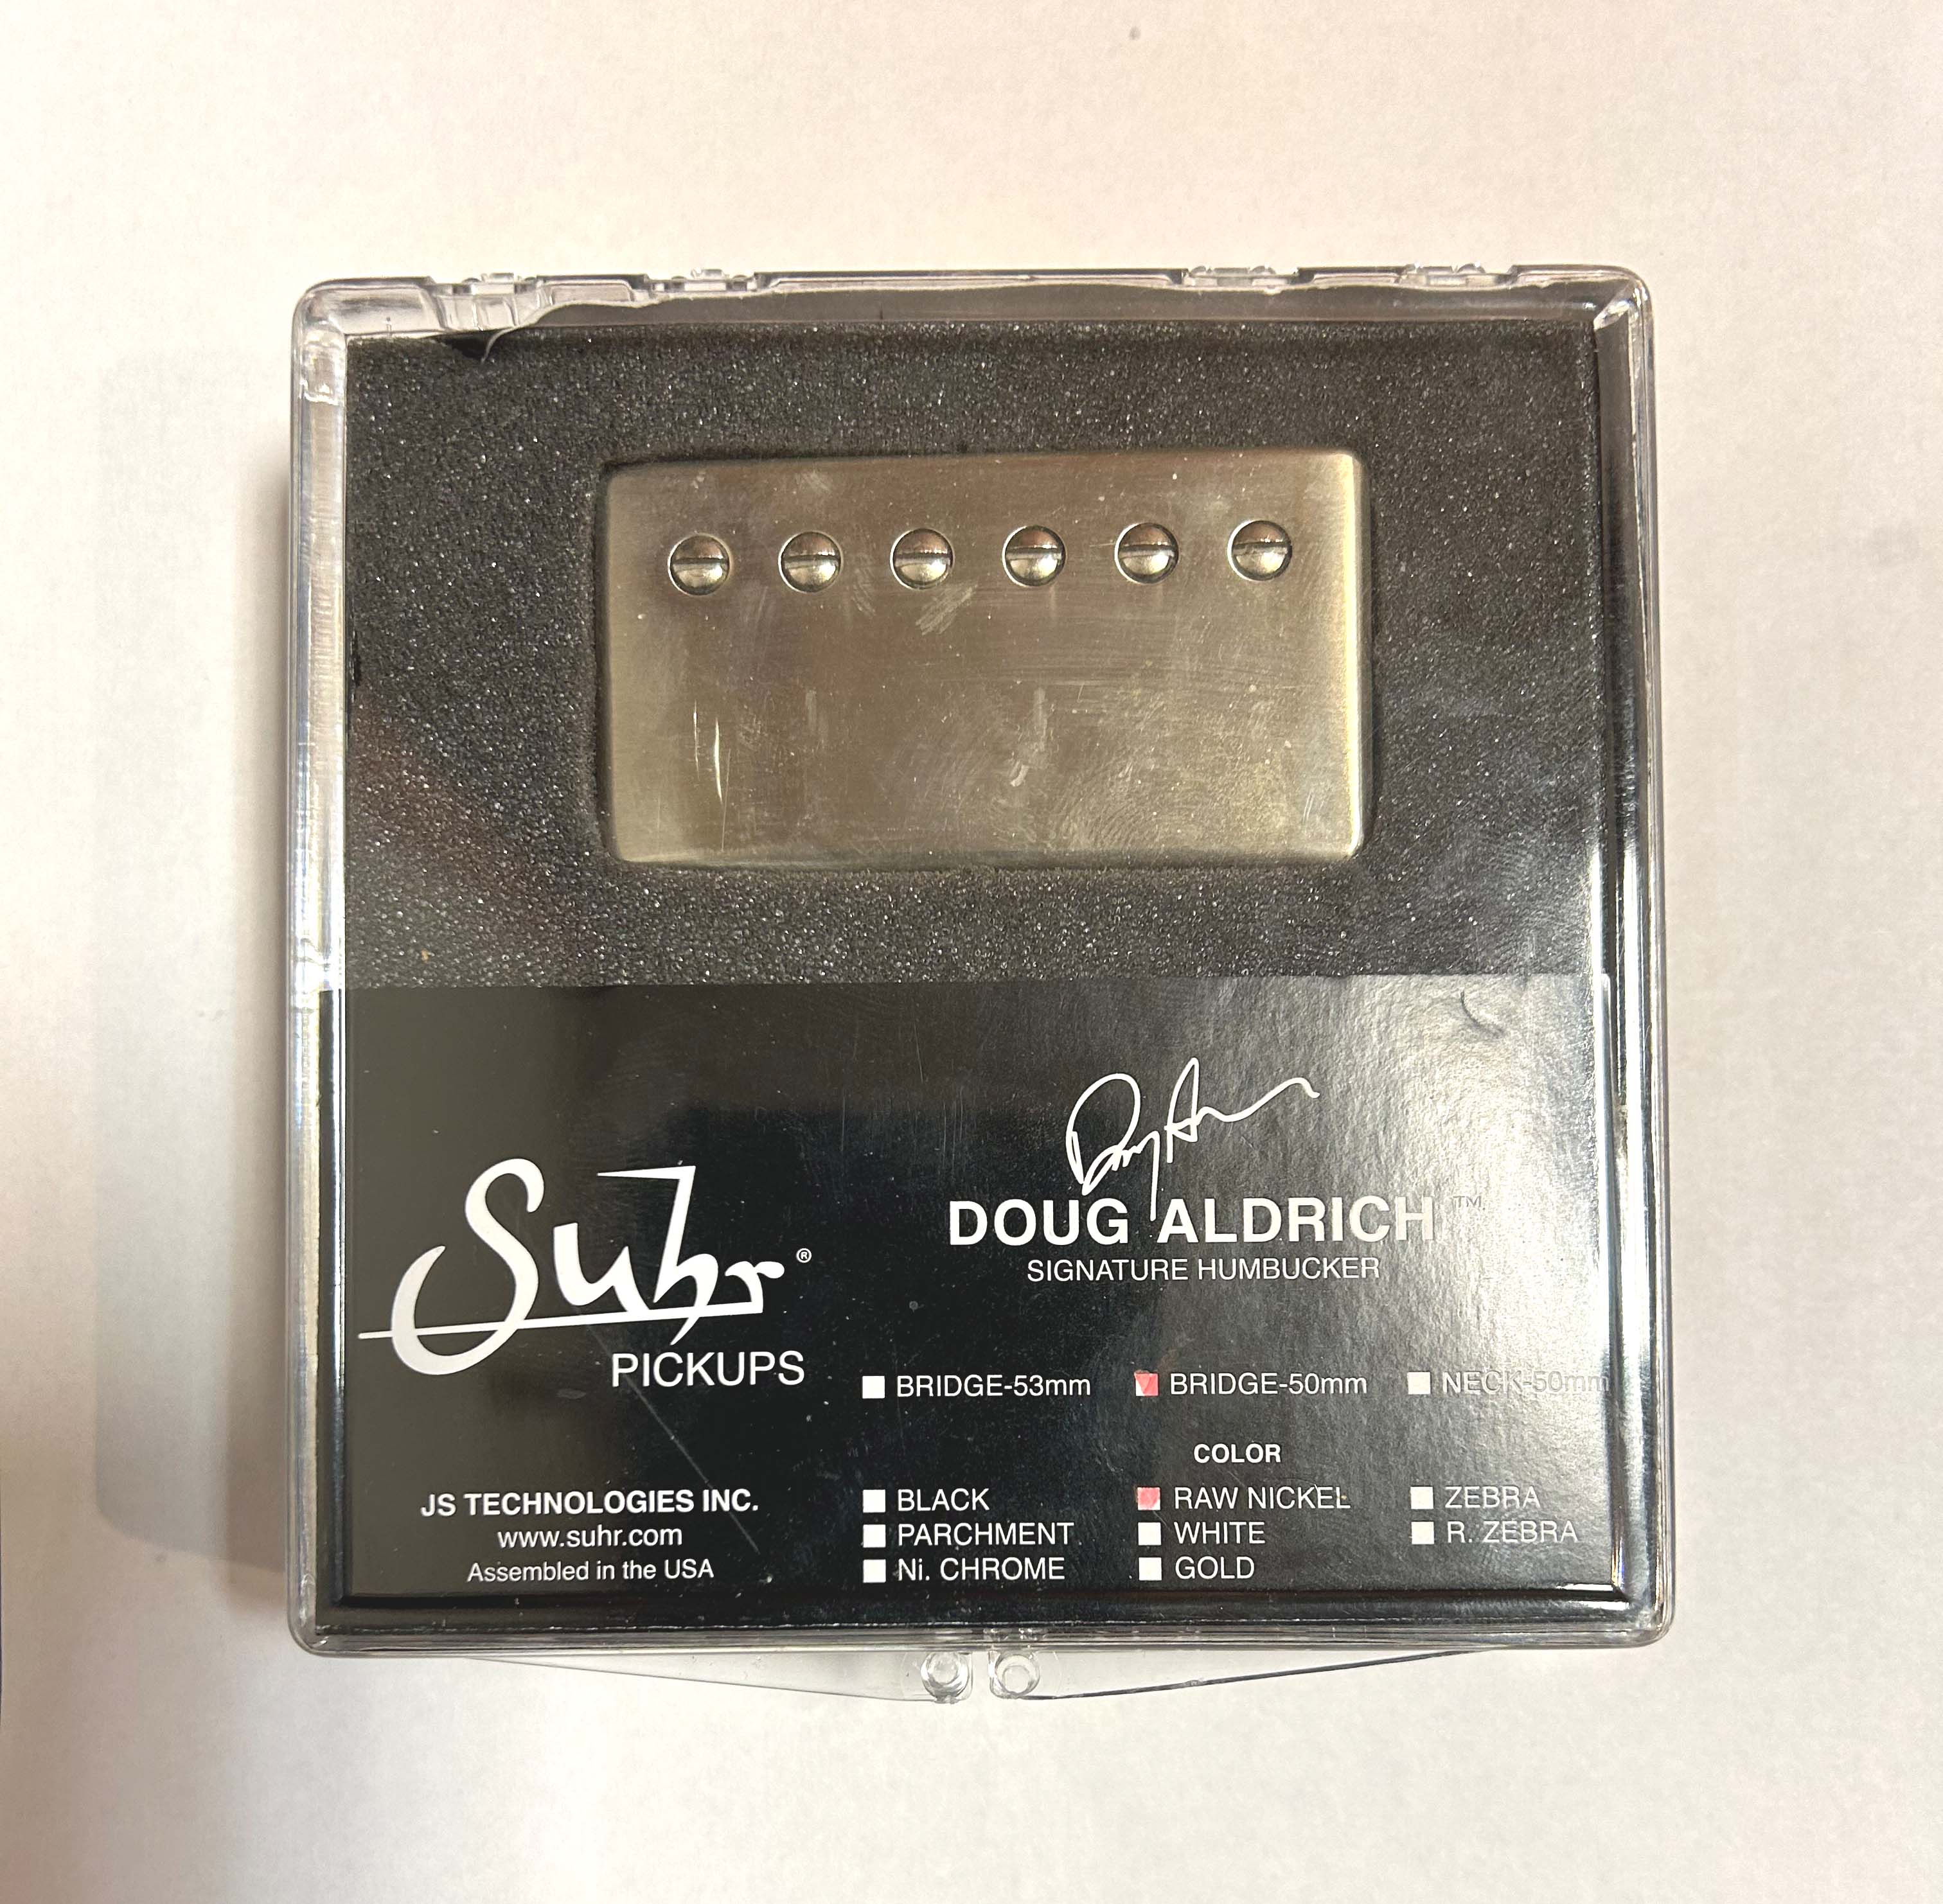 Suhr®
PICKUPS
DOUG ALDRICH™
SIGNATURE HUMBUCKER
BRIDGE-53mm BRIDGE-50mm NECK-50mm
COLOR
BLACK RAW NICKEL ZEBRA
PARCHMENT WHITE R. ZEBRA
Ni. CHROME GOLD
JS TECHNOLOGIES INC.
www.suhr.com
Assembled in the USA